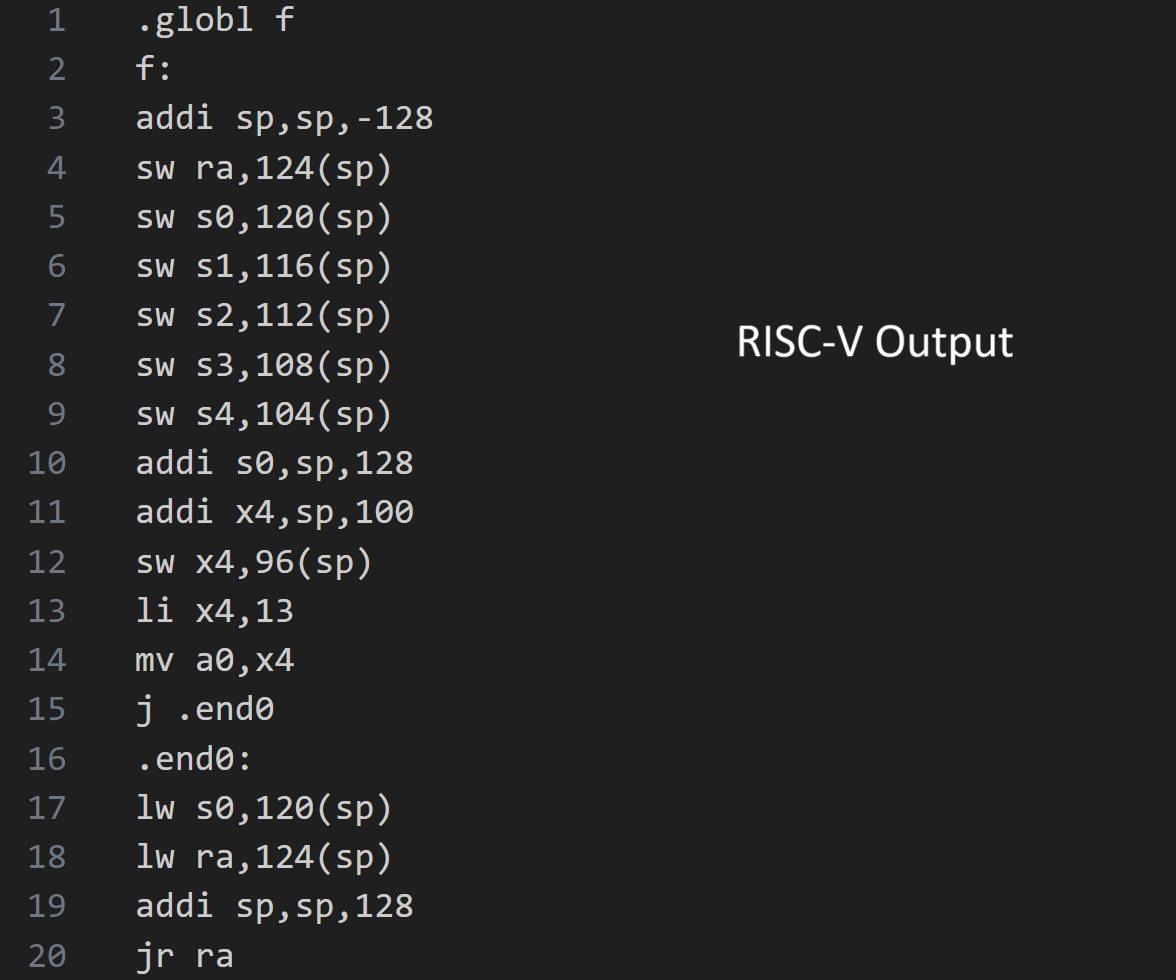 1 .globl f
2 f:
3 addi sp,sp,-128
4 sw ra,124(sp)
5 sw s0,120(sp)
6 sw s1,116(sp)
7 sw s2,112(sp)
RISC-V Output
8 sw s3,108(sp)
9 sw s4,104(sp)
10 addi s0,sp,128
11 addi x4,sp,100
12 sw x4,96(sp)
13 li x4,13
14 mv a0,x4
15 j .end0
16 .end0:
17 lw s0,120(sp)
18 lw ra,124(sp)
19 addi sp,sp,128
20 jr ra